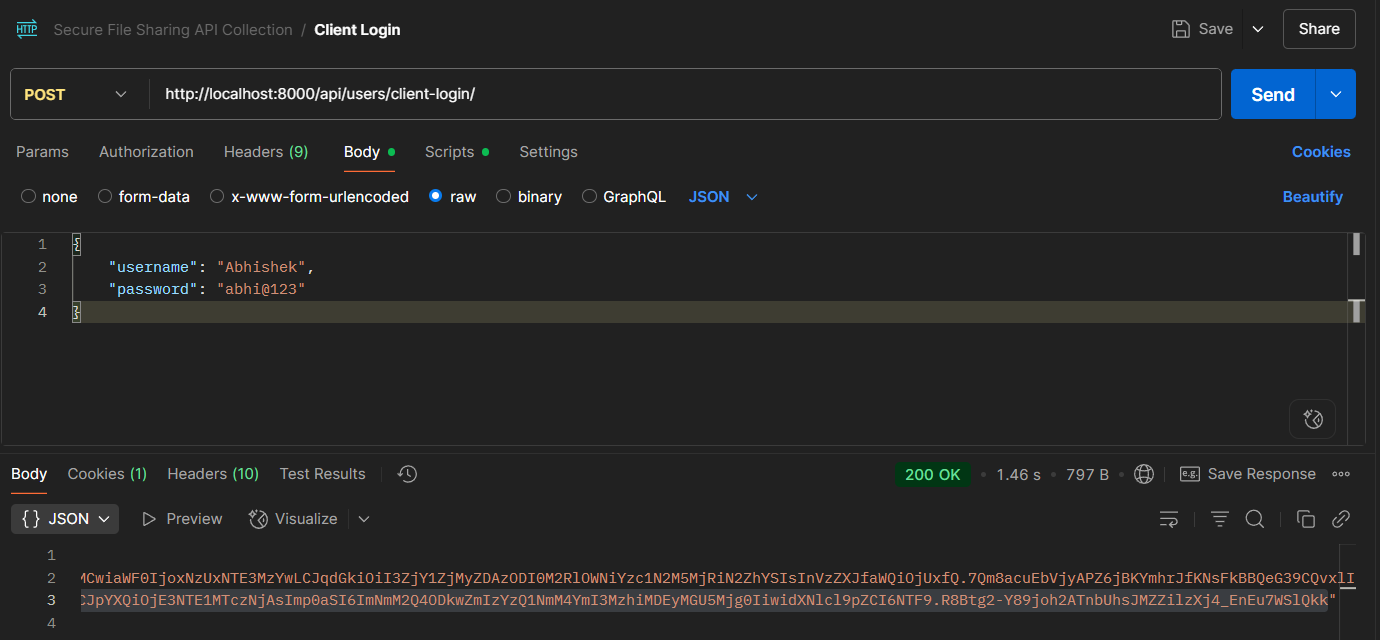 HTTP Secure File Sharing API Collection / Client Login Save Share
POST http://localhost:8000/api/users/client-login/ Send
Params Authorization Headers (9) Body Scripts Settings Cookies
none form-data x-www-form-urlencoded raw binary GraphQL JSON Beautify
1 {
2 "username": "Abhishek",
3 "password": "abhi@123"
4 }
Body Cookies (1) Headers (10) Test Results 200 OK • 1.46 s • 797 B • e.g. Save Response
{} JSON Preview Visualize
1
2 MCwiaWF0IjoxNzUxNTE3MzYwLCJqdGkiOiI3ZjY1ZjMyZDAzODI0M2RlOWNiYzc1N2M5MjRiN2ZhYSIsInVzZXJfaWQiOjUxfQ.7Qm8acuEbVjyAPZ6jBKYmhrJfKNsFkBBQeG39CQvxlI
3 CJpYXQiOjE3NTE1MTczNjAsImp0aSI6ImNmM2Q4ODkwZmIzYzQ1NmM4YmI3MzhiMDEyMGU5Mjg0IiwidXNlcl9pZCI6NTF9.R8Btg2-Y89joh2ATnbUhsJMZZilzXj4_EnEu7WSlQkk"
4